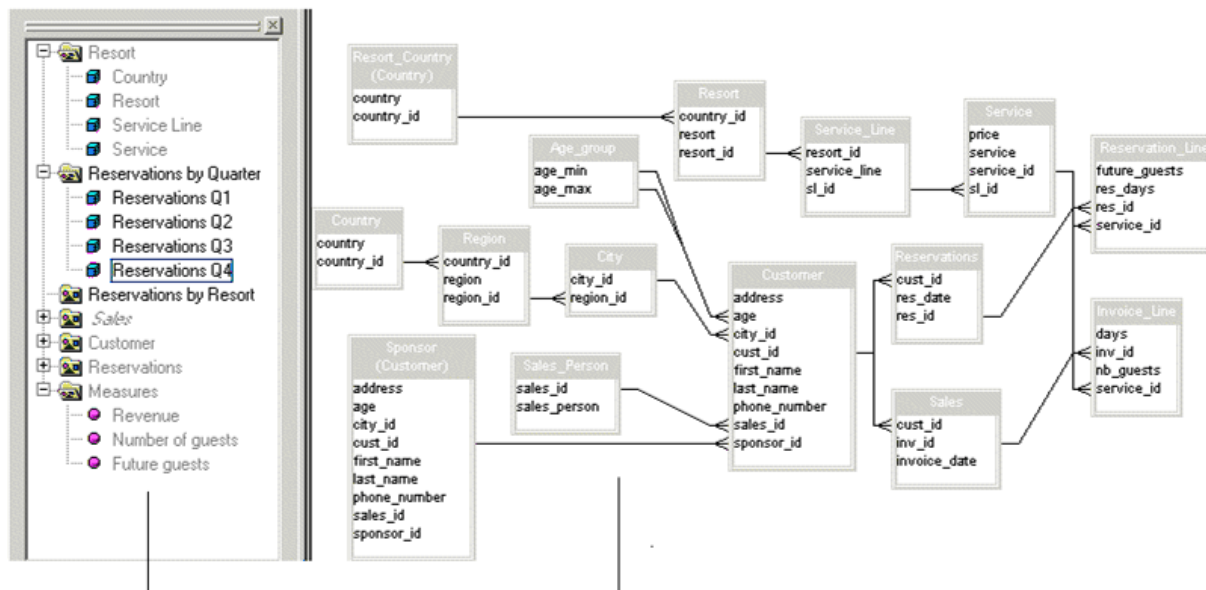 Resort
Country
Resort
Service Line
Service
Reservations by Quarter
Reservations Q1
Reservations Q2
Reservations Q3
Reservations Q4
Reservations by Resort
Sales
Customer
Reservations
Measures
Revenue
Number of guests
Future guests
Resort_Country
(Country)
country
country_id
Resort
country_id
resort
resort_id
Age_group
age_min
age_max
Service_Line
resort_id
service_line
sl_id
Service
price
service
service_id
sl_id
Reservation_Line
future_guests
res_days
res_id
service_id
Country
country
country_id
Region
country_id
region
region_id
City
city_id
region_id
Customer
address
age
city_id
cust_id
first_name
last_name
phone_number
sales_id
sponsor_id
Reservations
cust_id
res_date
res_id
Invoice_Line
days
inv_id
nb_guests
service_id
Sponsor
(Customer)
address
age
city_id
cust_id
first_name
last_name
phone_number
sales_id
sponsor_id
Sales_Person
sales_id
sales_person
Sales
cust_id
inv_id
invoice_date